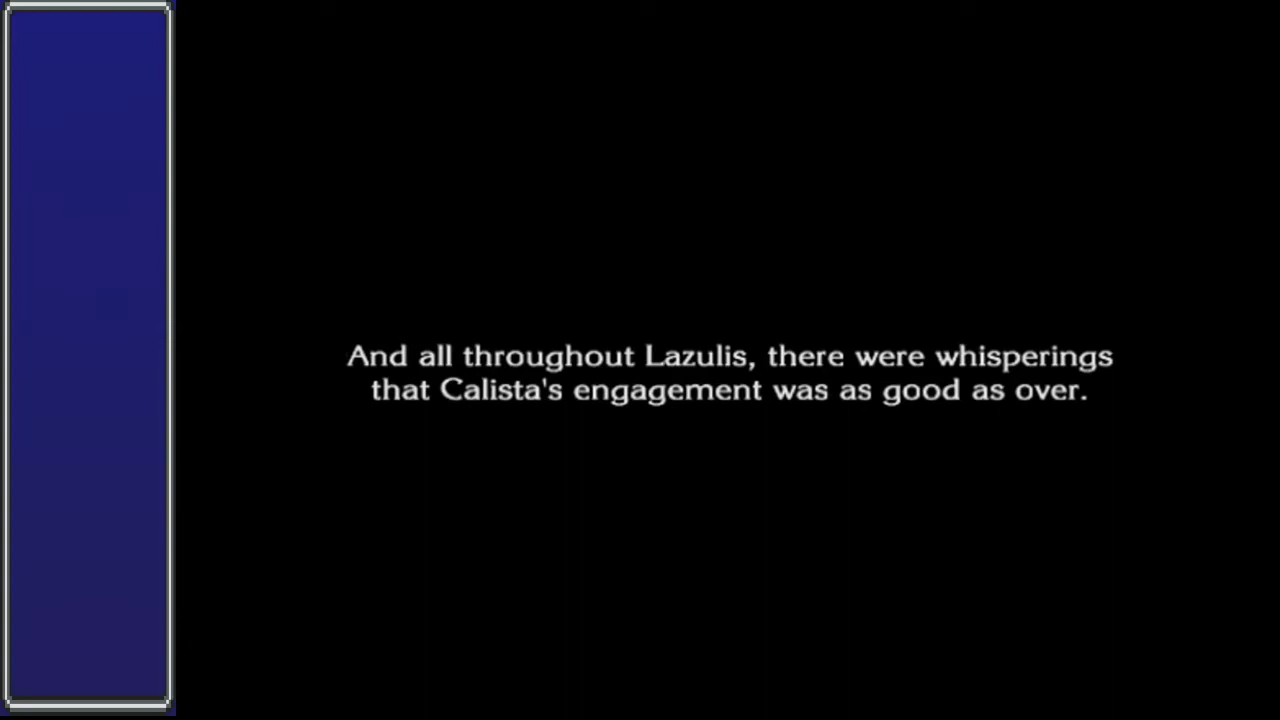 And all throughout Lazulis, there were whisperings
that Calista's engagement was as good as over.